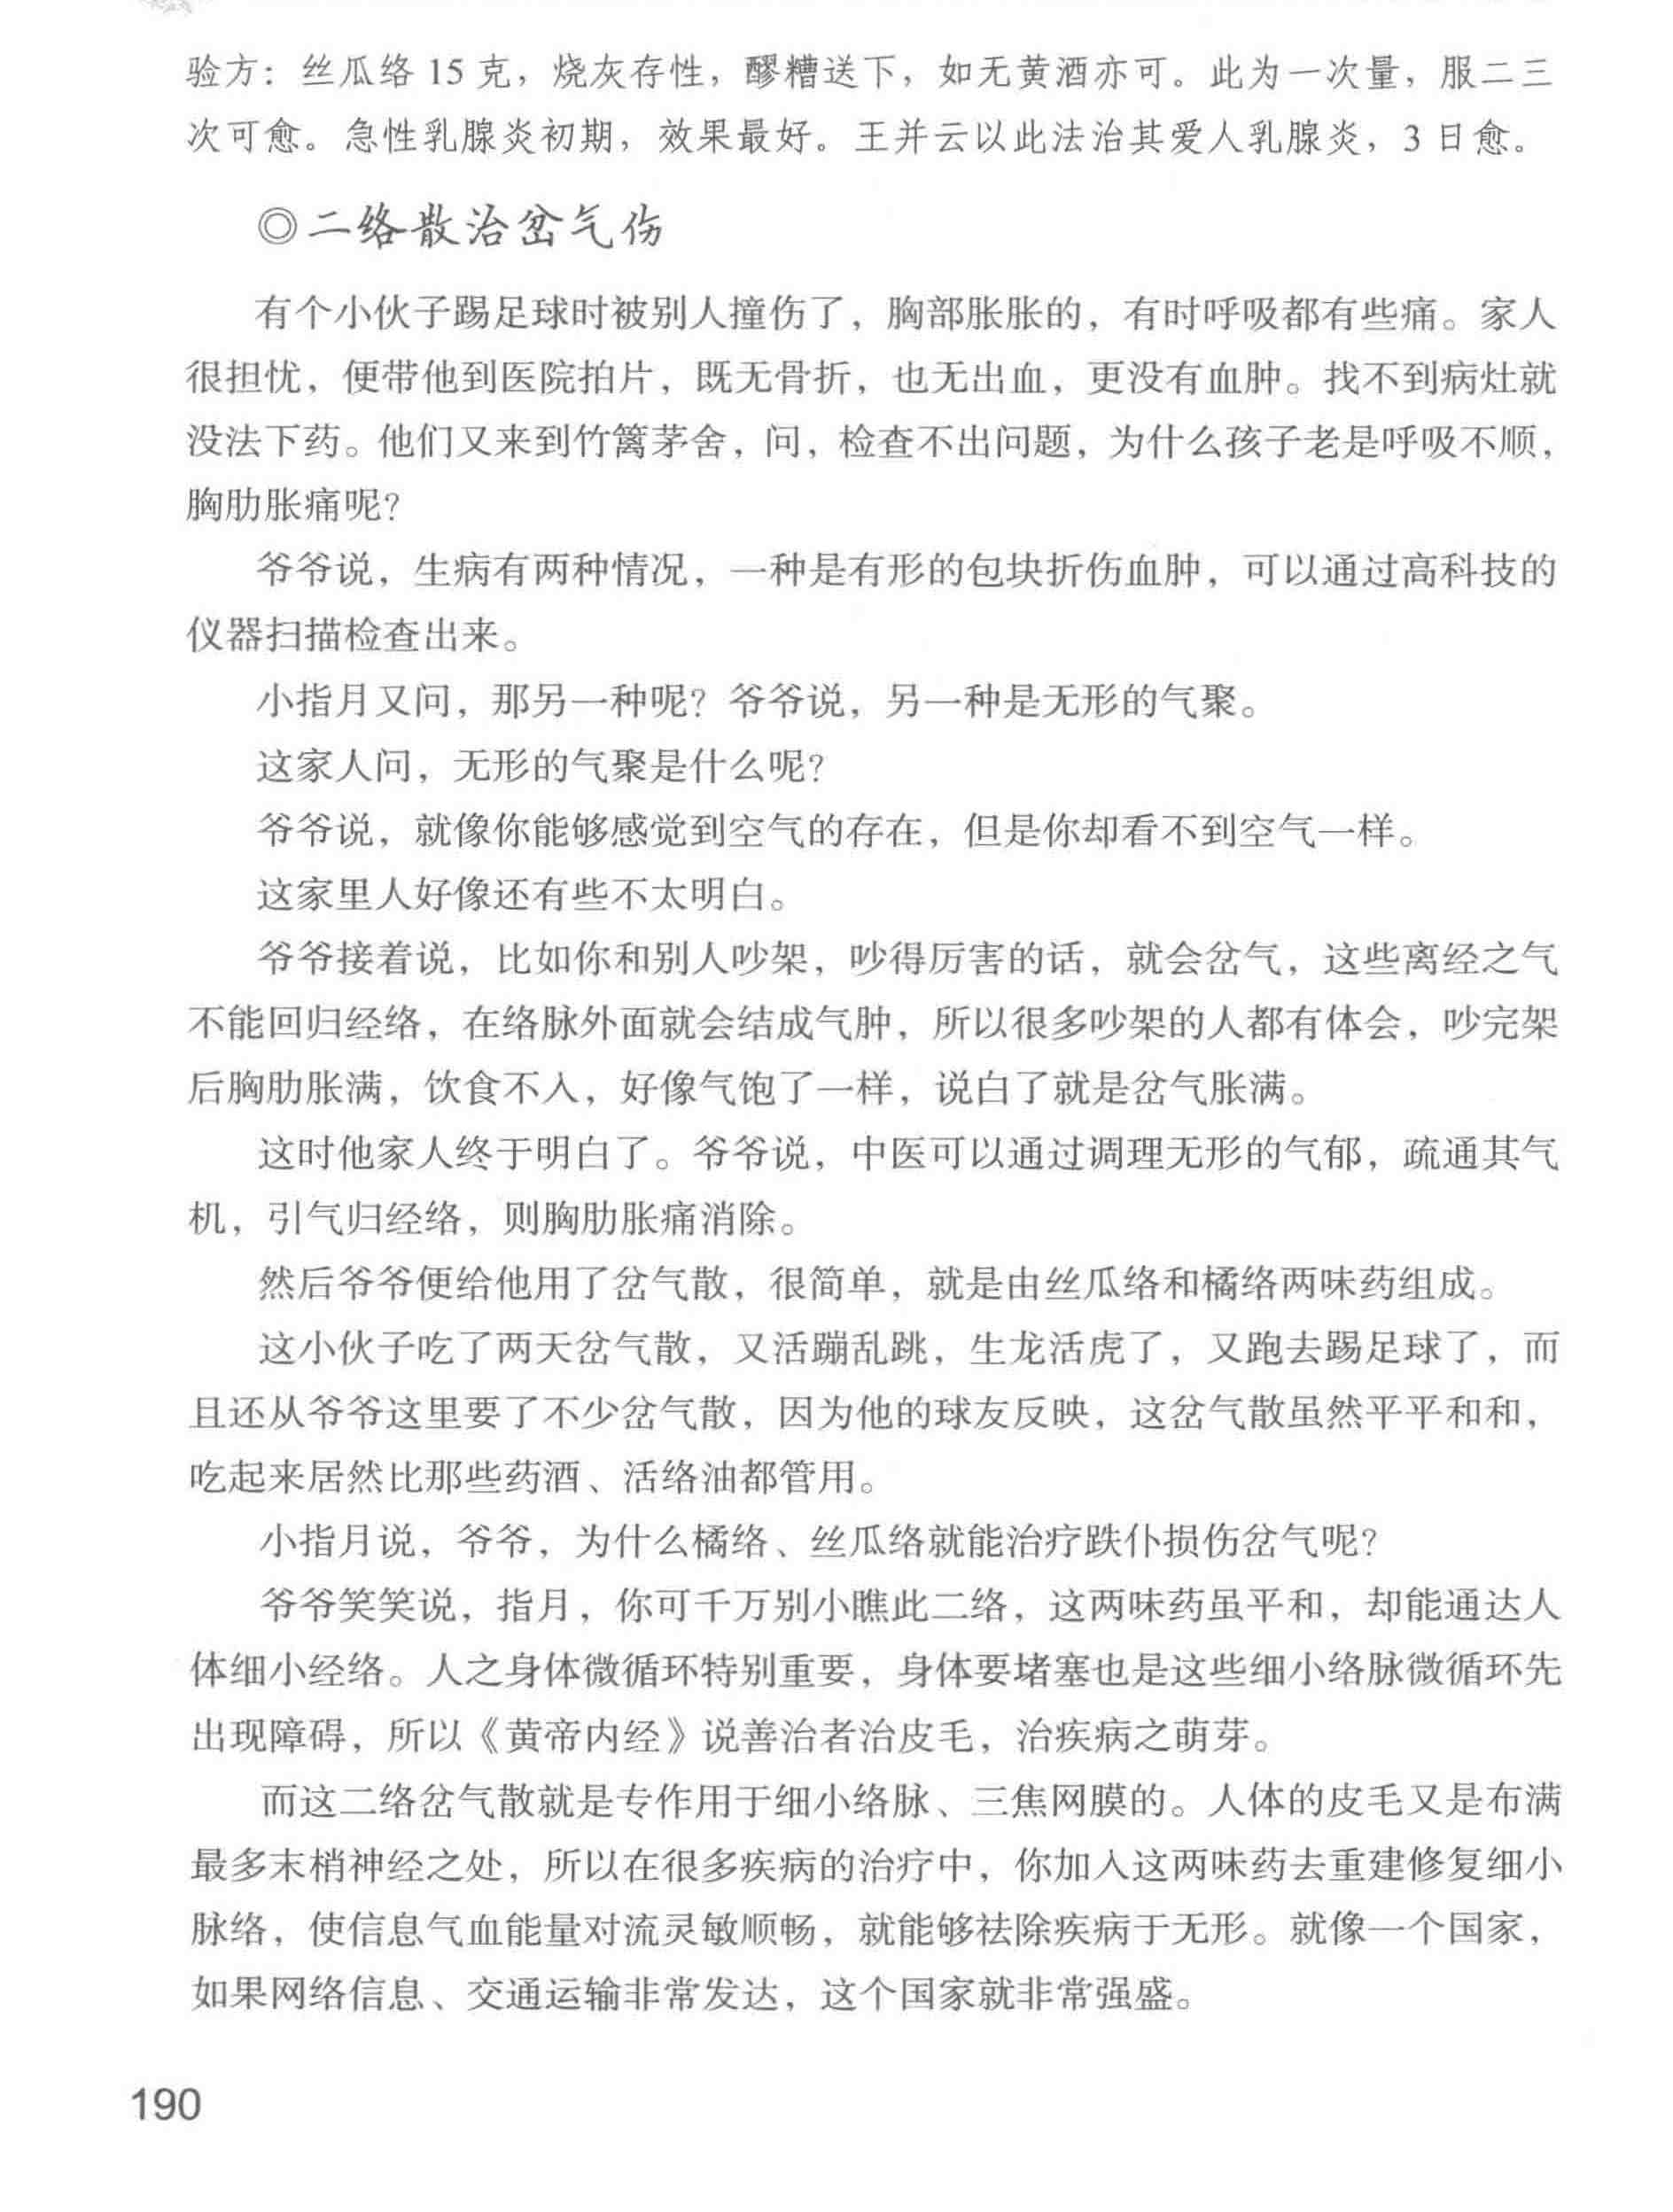 验方：丝瓜络 15 克，烧灰存性，醪糟送下，如无黄酒亦可。此为一次量，服二三
次可愈。急性乳腺炎初期，效果最好。王并云以此法治其爱人乳腺炎，3 日愈。
◎二络散治岔气伤
有个小伙子踢足球时被别人撞伤了，胸部胀胀的，有时呼吸都有些痛。家人
很担忧，便带他到医院拍片，既无骨折，也无出血，更没有血肿。找不到病灶就
没法下药。他们又来到竹篱茅舍，问，检查不出问题，为什么孩子老是呼吸不顺，
胸肋胀痛呢？
爷爷说，生病有两种情况，一种是有形的包块折伤血肿，可以通过高科技的
仪器扫描检查出来。
小指月又问，那另一种呢？爷爷说，另一种是无形的气聚。
这家人问，无形的气聚是什么呢？
爷爷说，就像你能够感觉到空气的存在，但是你却看不到空气一样。
这家里人好像还有些不太明白。
爷爷接着说，比如你和别人吵架，吵得厉害的话，就会岔气，这些离经之气
不能回归经络，在络脉外面就会结成气肿，所以很多吵架的人都有体会，吵完架
后胸肋胀满，饮食不入，好像气饱了一样，说白了就是岔气胀满。
这时他家人终于明白了。爷爷说，中医可以通过调理无形的气郁，疏通其气
机，引气归经络，则胸肋胀痛消除。
然后爷爷便给他用了岔气散，很简单，就是由丝瓜络和橘络两味药组成。
这小伙子吃了两天岔气散，又活蹦乱跳，生龙活虎了，又跑去踢足球了，而
且还从爷爷这里要了不少岔气散，因为他的球友反映，这岔气散虽然平平和和，
吃起来居然比那些药酒、活络油都管用。
小指月说，爷爷，为什么橘络、丝瓜络就能治疗跌仆损伤岔气呢？
爷爷笑笑说，指月，你可千万别小瞧此二络，这两味药虽平和，却能通达人
体细小经络。人之身体微循环特别重要，身体要堵塞也是这些细小络脉微循环先
出现障碍，所以《黄帝内经》说善治者治皮毛，治疾病之萌芽。
而这二络岔气散就是专作用于细小络脉、三焦网膜的。人体的皮毛又是布满
最多末梢神经之处，所以在很多疾病的治疗中，你加入这两味药去重建修复细小
脉络，使信息气血能量对流灵敏顺畅，就能够祛除疾病于无形。就像一个国家，
如果网络信息、交通运输非常发达，这个国家就非常强盛。
190